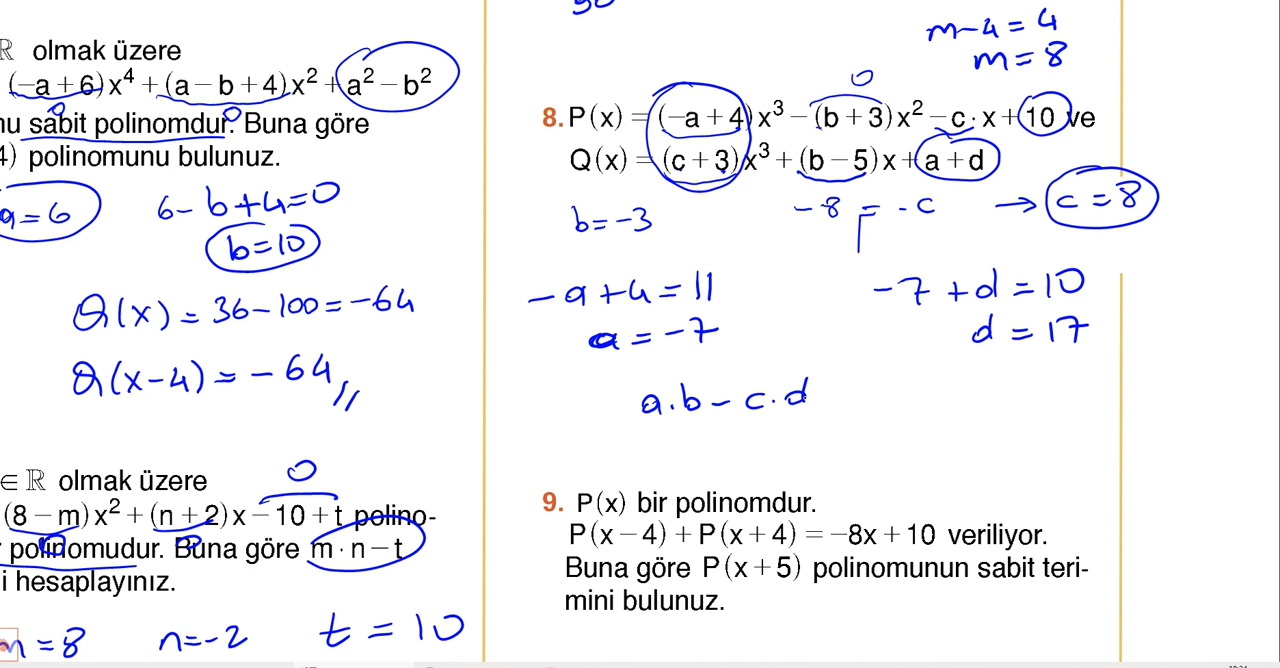 ℝ olmak üzere
(-a+6)x⁴+(a-b+4)x²+a²-b²
nu sabit polinomdur. Buna göre
4) polinomunu bulunuz.
0 0
a=6
6-b+4=0
b=10
Q(x)=36-100=-64
Q(x-4)=-64//
∈ ℝ olmak üzere
0
(8-m)x²+(n+2)x-10+t polino-
polinomudur. Buna göre m·n-t
i hesaplayınız.
m=8 n=-2 t=10
m-4=4
m=8
0
8. P(x)=(-a+4)x³-(b+3)x²-c·x+10 ve
Q(x)=(c+3)x³+(b-5)x+a+d
b=-3 -8=-c → c=8
-a+4=11 -7+d=10
a=-7 d=17
a.b-c.d
9. P(x) bir polinomdur.
P(x-4)+P(x+4)=-8x+10 veriliyor.
Buna göre P(x+5) polinomunun sabit teri-
mini bulunuz.